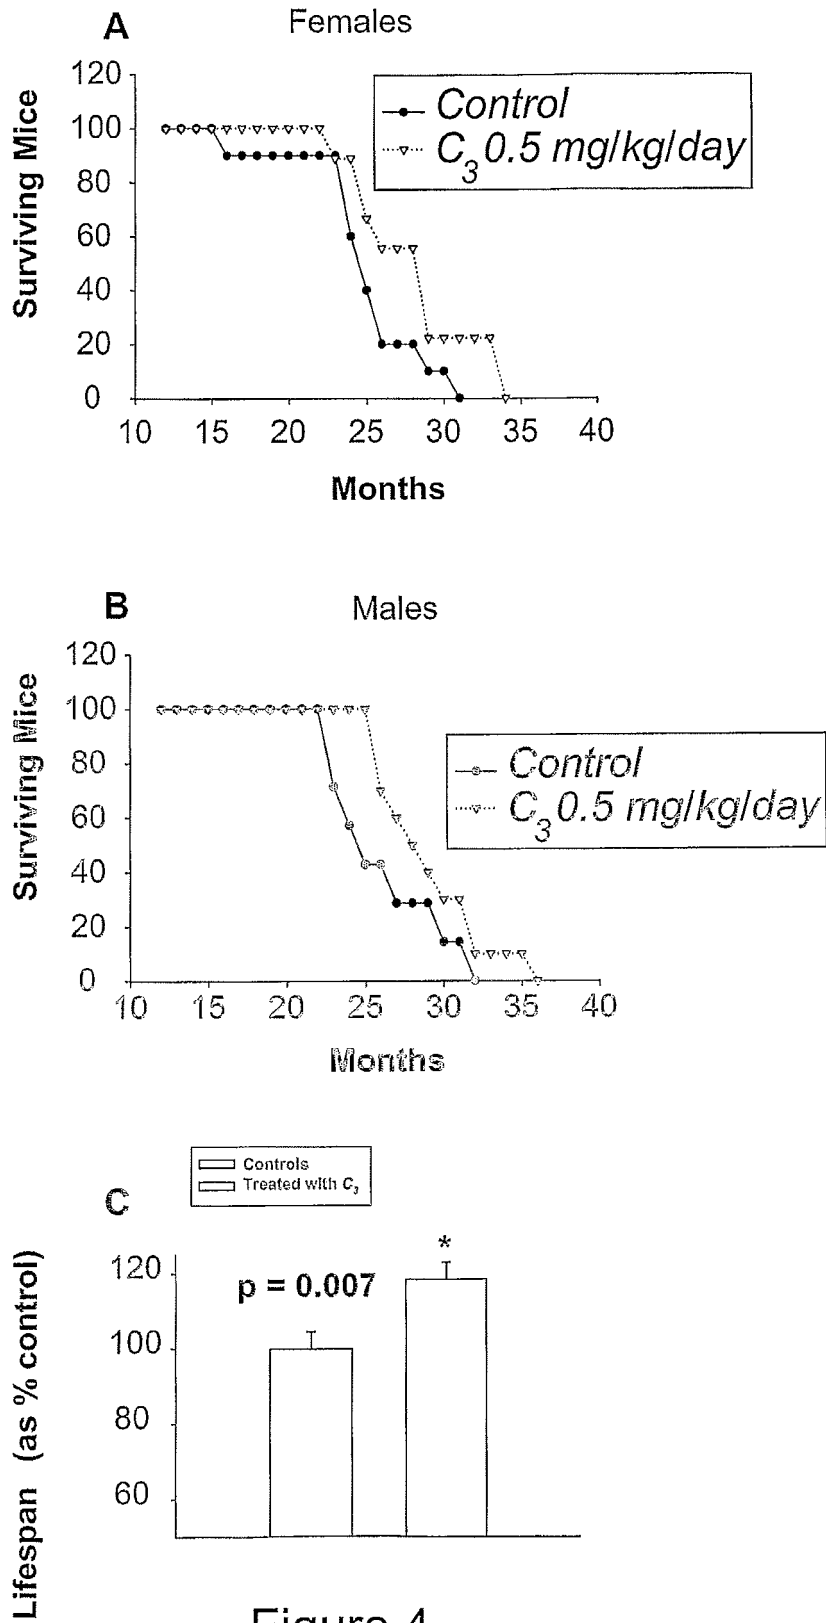 A Females
120
100
80
60
40
20
0
Surviving Mice
Control
C3 0.5 mg/kg/day
10 15 20 25 30 35 40
Months
B Males
120
100
80
60
40
20
0
Surviving Mice
Control
C3 0.5 mg/kg/day
10 15 20 25 30 35 40
Months
Controls
Treated with C3
C
Lifespan (as % control)
120
100
80
60
p = 0.007
*
Figure 4